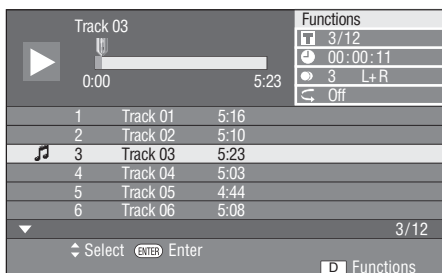 Track 03
0:00 5:23
Functions
T 3/12
00:00:11
3 L+R
Off
1 Track 01 5:16
2 Track 02 5:10
3 Track 03 5:23
4 Track 04 5:03
5 Track 05 4:44
6 Track 06 5:08
3/12
Select ENTER Enter
D Functions